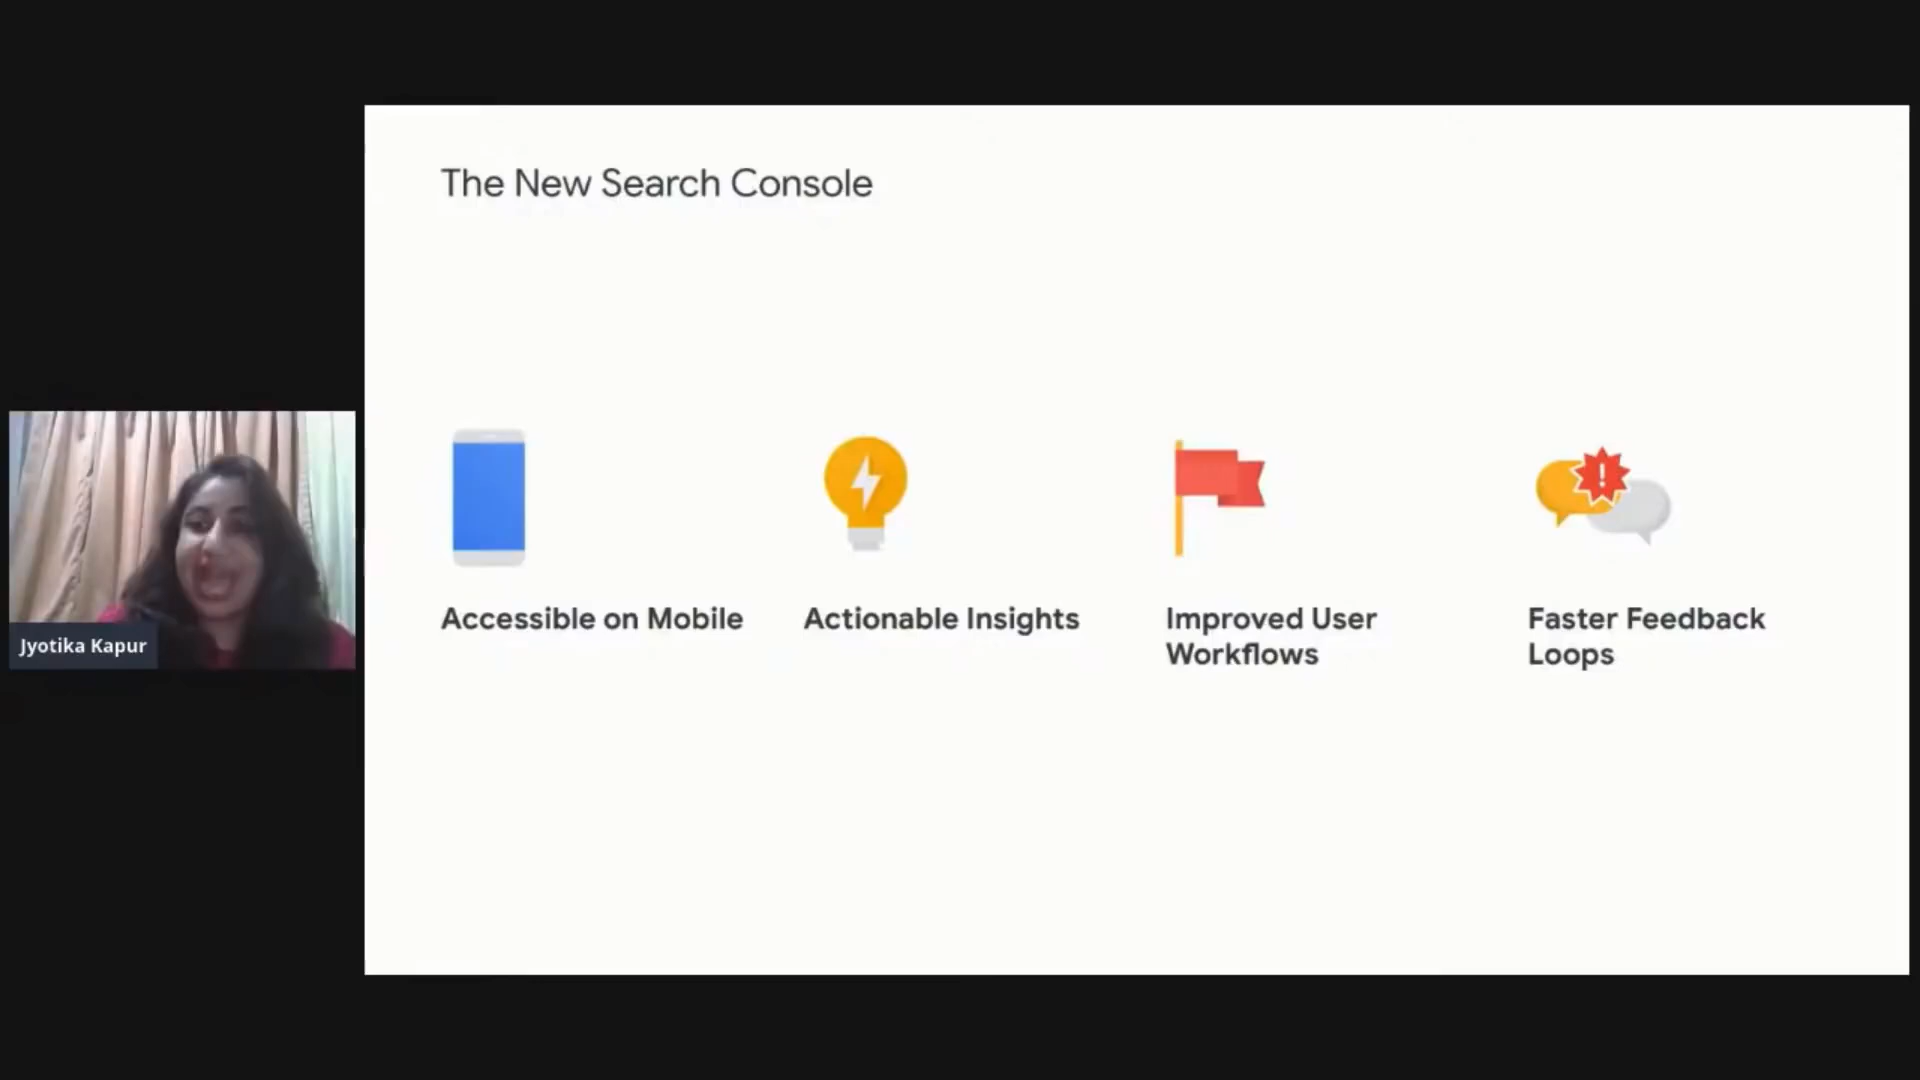 The New Search Console
Accessible on Mobile
Actionable Insights
Improved User
Workflows
Faster Feedback
Loops
Jyotika Kapur